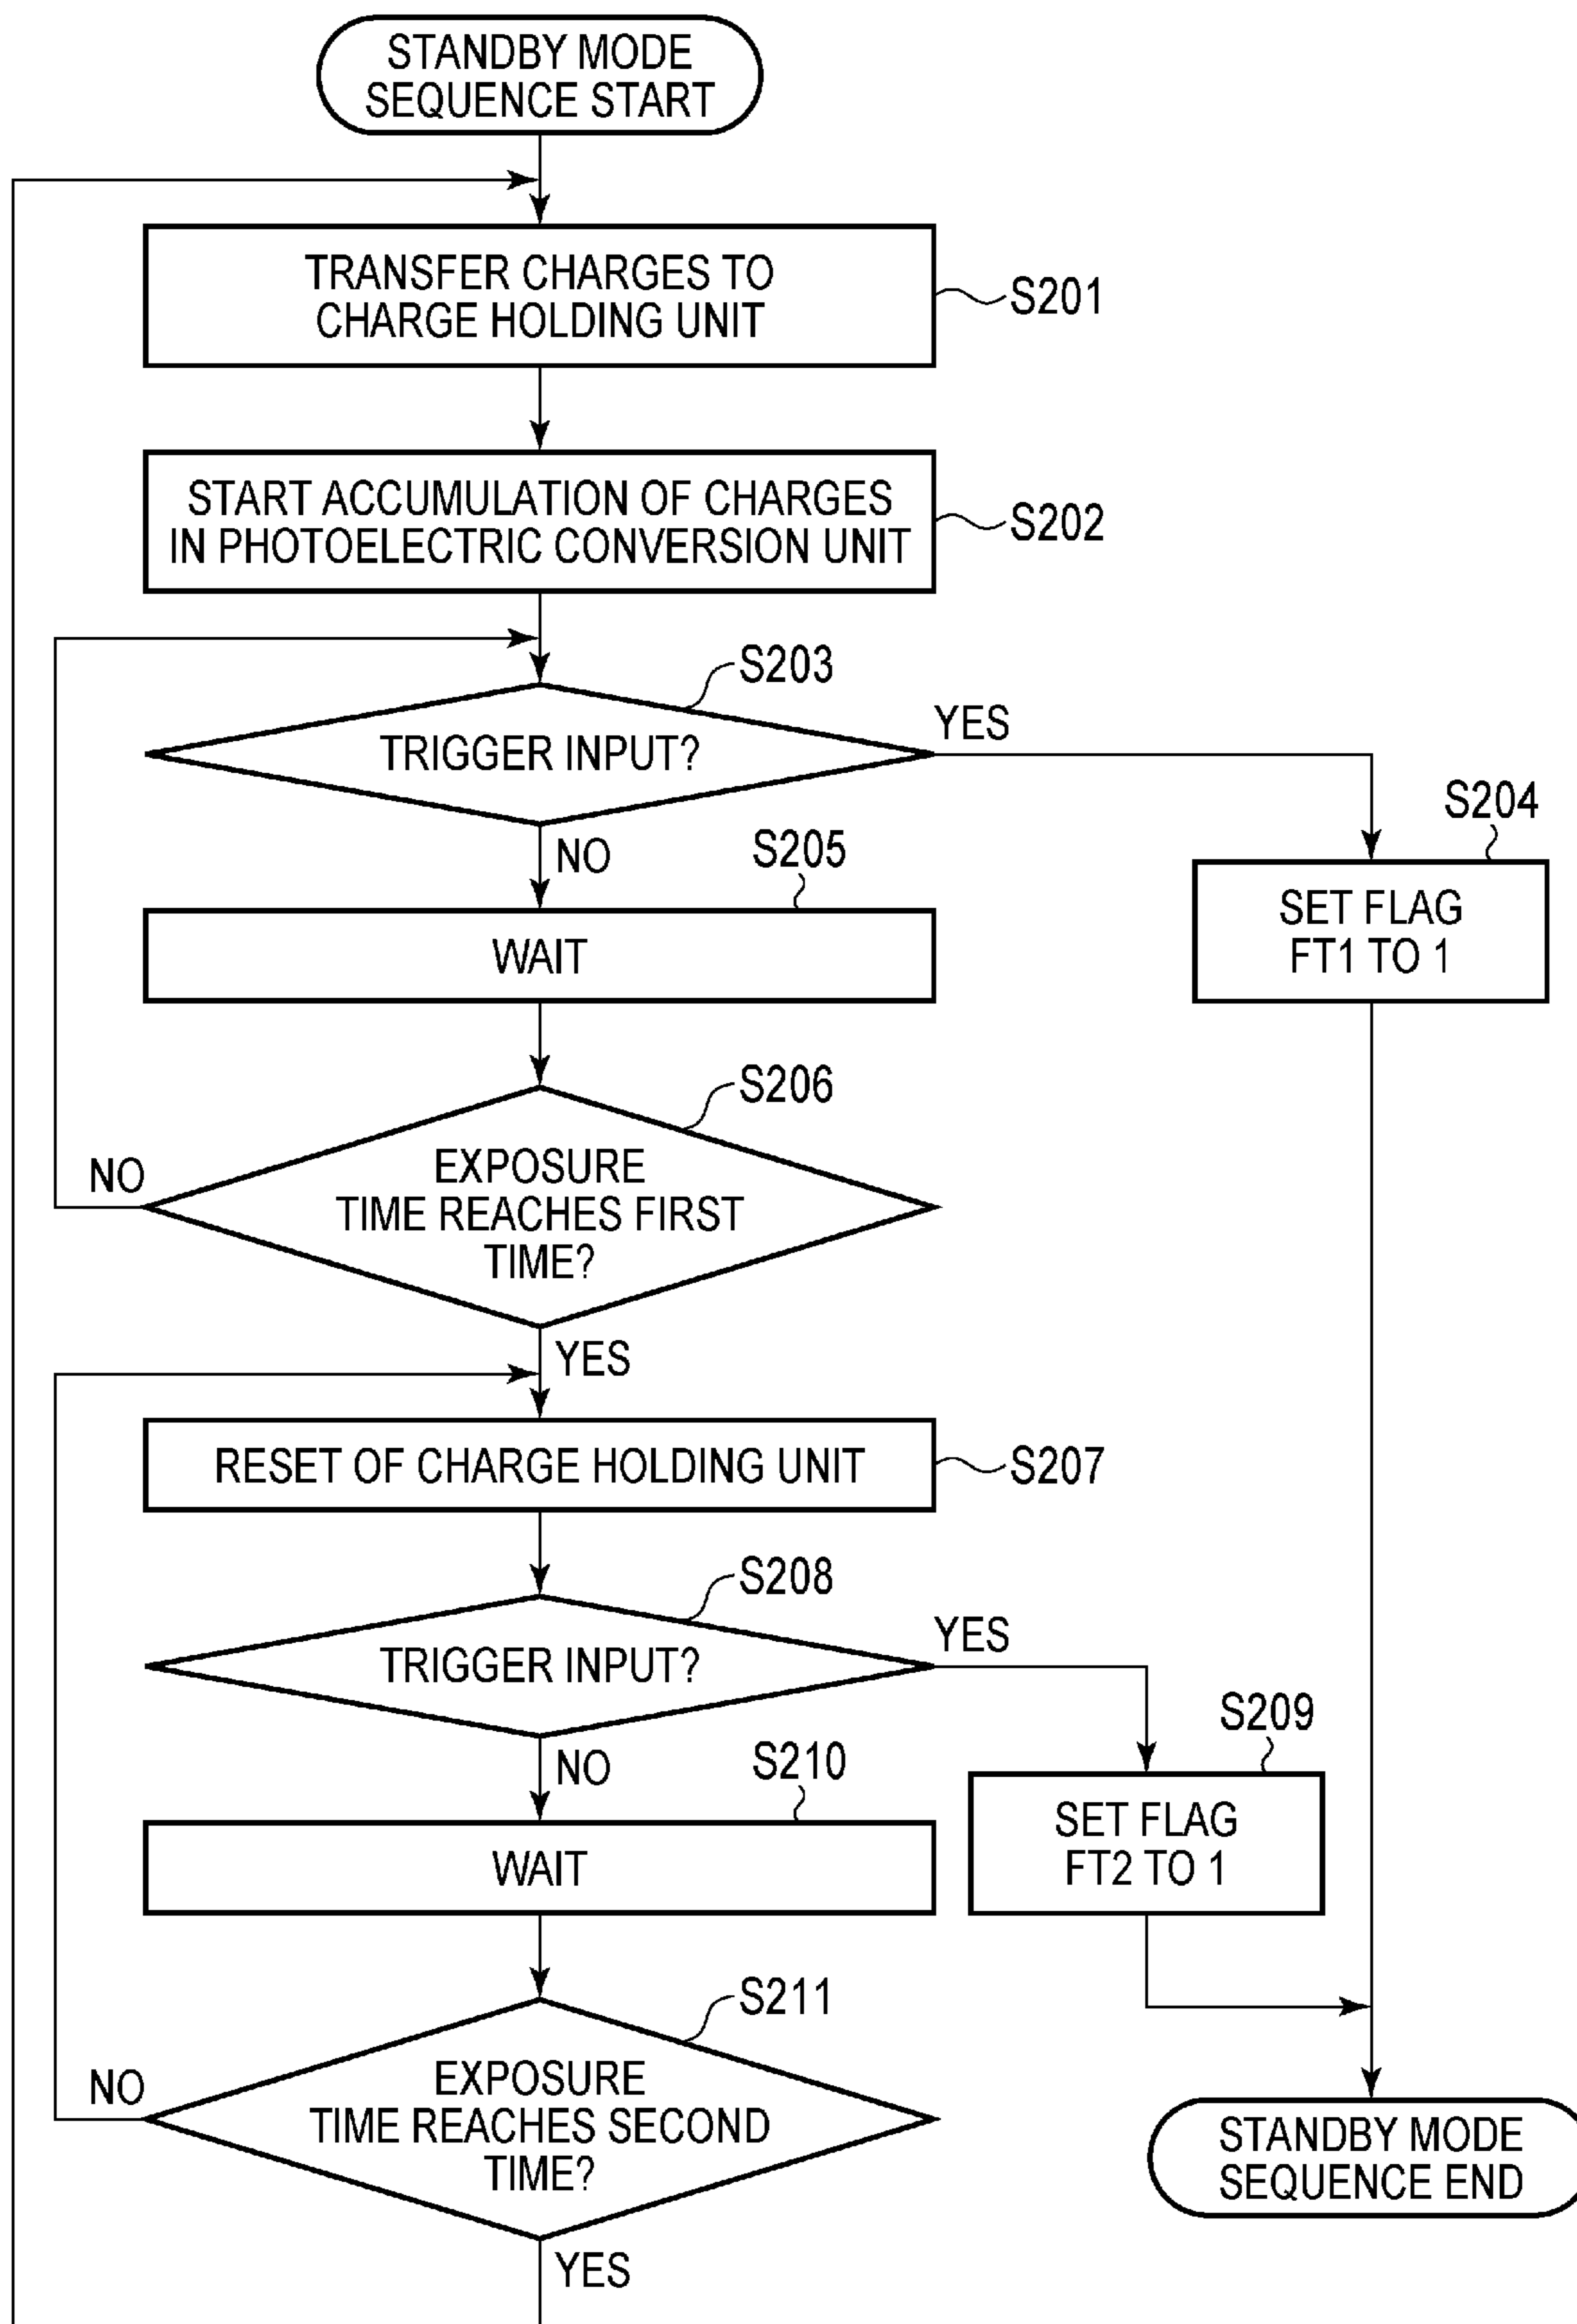 STANDBY MODE
SEQUENCE START
TRANSFER CHARGES TO
CHARGE HOLDING UNIT
S201
START ACCUMULATION OF CHARGES
IN PHOTOELECTRIC CONVERSION UNIT
S202
S203
TRIGGER INPUT?
YES
NO
S204
SET FLAG
FT1 TO 1
S205
WAIT
S206
EXPOSURE
TIME REACHES FIRST
TIME?
NO
YES
RESET OF CHARGE HOLDING UNIT
S207
S208
TRIGGER INPUT?
YES
NO
S209
SET FLAG
FT2 TO 1
S210
WAIT
S211
EXPOSURE
TIME REACHES SECOND
TIME?
NO
YES
STANDBY MODE
SEQUENCE END